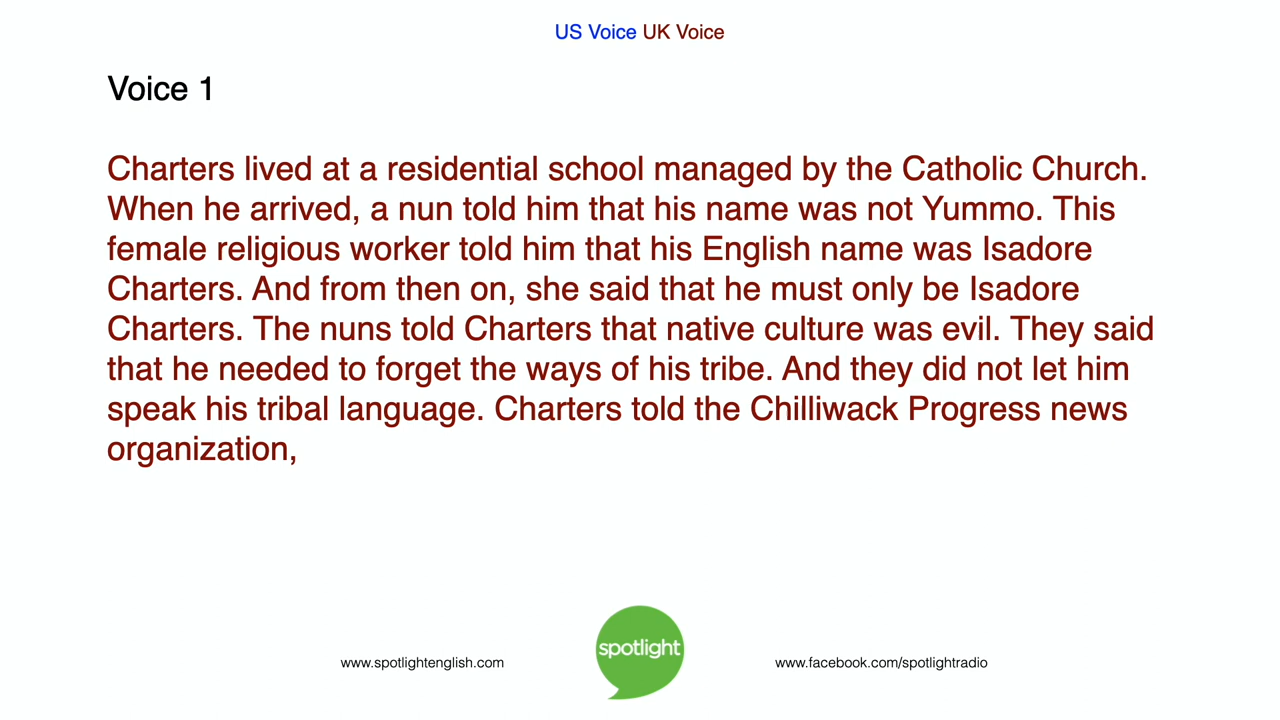 US Voice UK Voice
Voice 1
Charters lived at a residential school managed by the Catholic Church.
When he arrived, a nun told him that his name was not Yummo. This
female religious worker told him that his English name was Isadore
Charters. And from then on, she said that he must only be Isadore
Charters. The nuns told Charters that native culture was evil. They said
that he needed to forget the ways of his tribe. And they did not let him
speak his tribal language. Charters told the Chilliwack Progress news
organization,
www.spotlightenglish.com
spotlight
www.facebook.com/spotlightradio